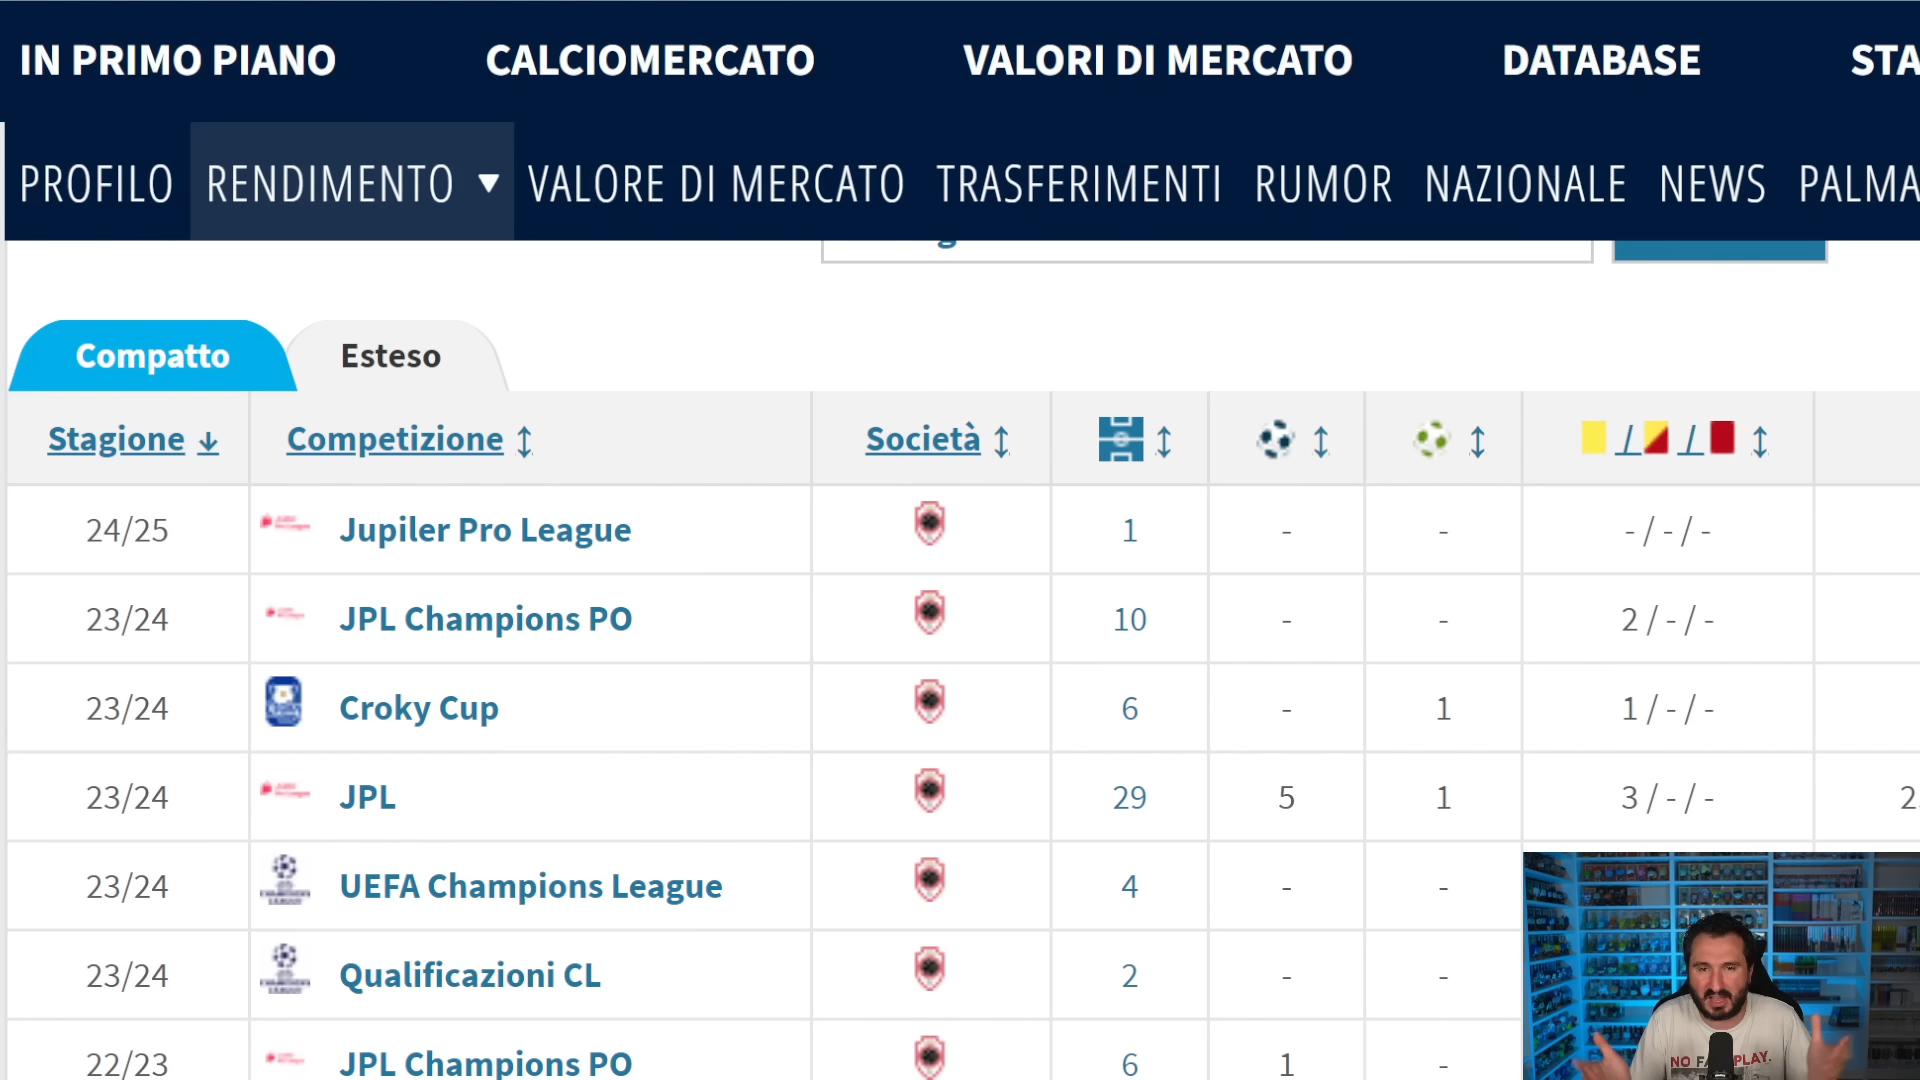 IN PRIMO PIANO CALCIOMERCATO VALORI DI MERCATO DATABASE STA
PROFILO RENDIMENTO ▼ VALORE DI MERCATO TRASFERIMENTI RUMOR NAZIONALE NEWS PALMA
Compatto Esteso
Stagione ↓ Competizione ↕ Società ↕ ↕ ↕ ↕ / / ↕
24/25 Jupiler Pro League 1 - - - / - / -
23/24 JPL Champions PO 10 - - 2 / - / -
23/24 Croky Cup 6 - 1 1 / - / -
23/24 JPL 29 5 1 3 / - / - 2
23/24 UEFA Champions League 4 - -
23/24 Qualificazioni CL 2 - -
22/23 JPL Champions PO 6 1 -
NO FA PLAY.